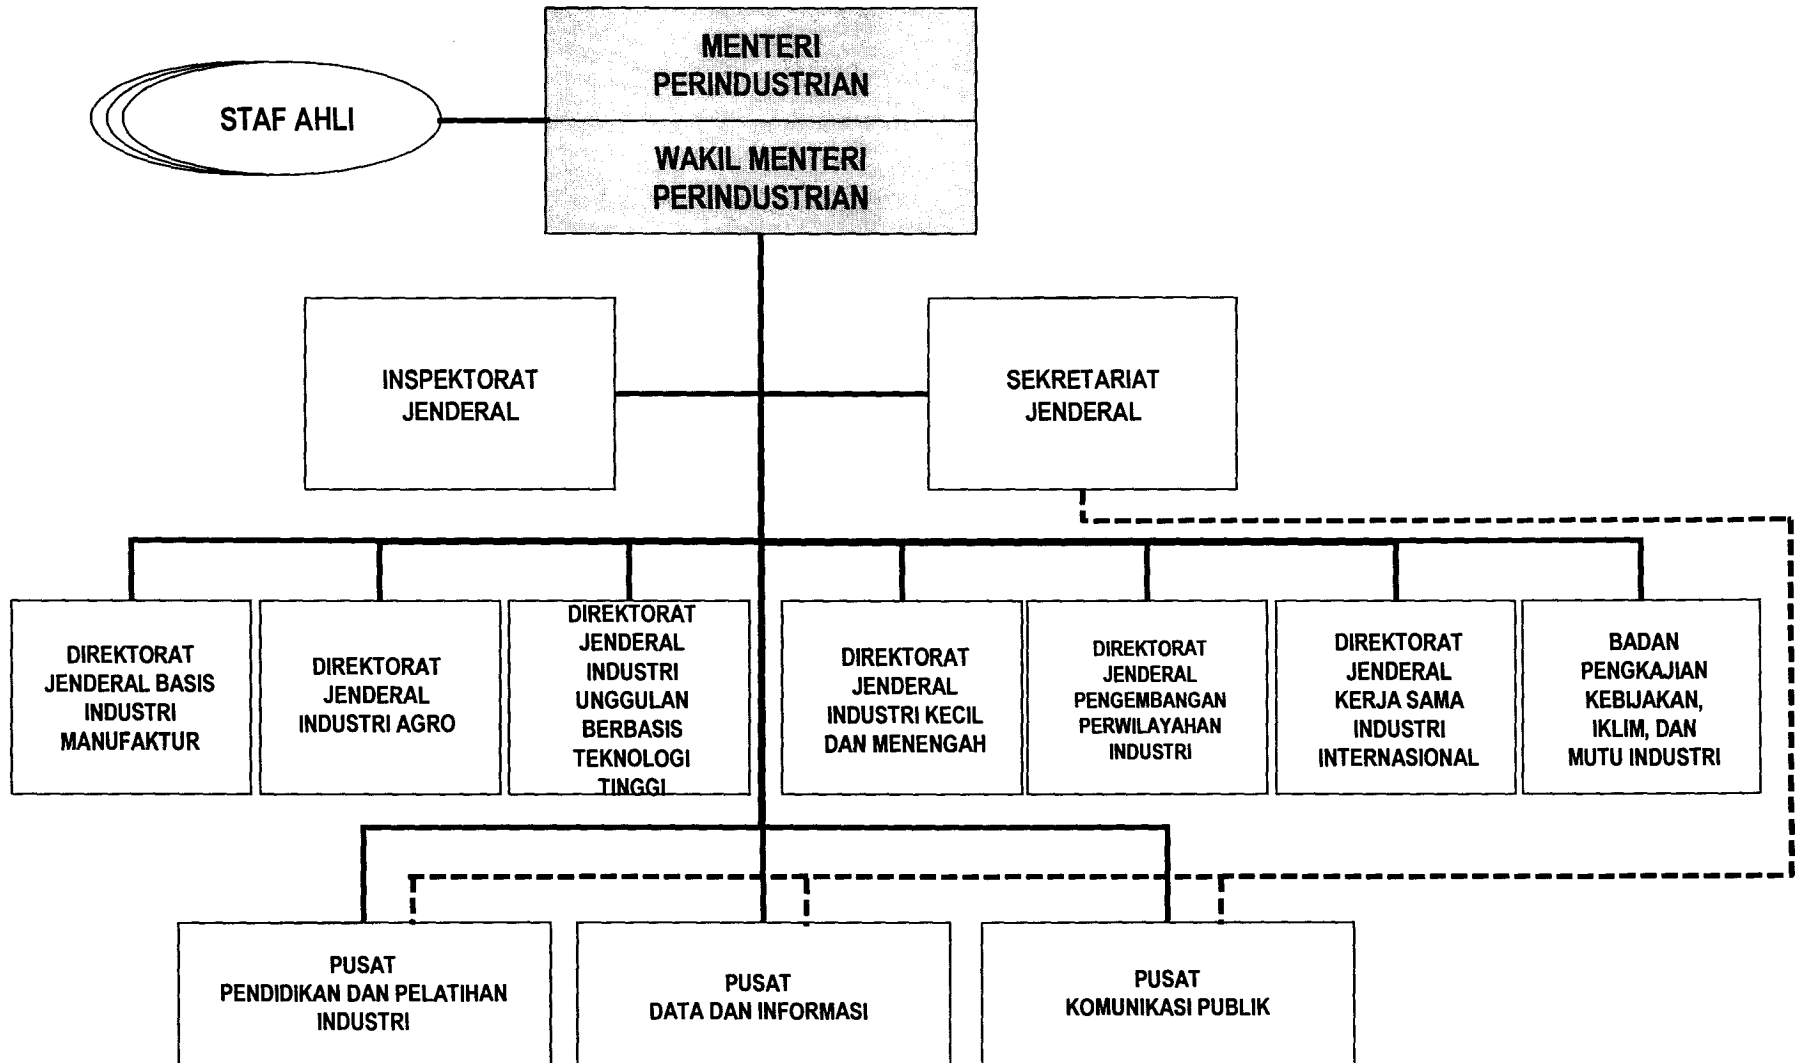 MENTERI
PERINDUSTRIAN
STAF AHLI
WAKIL MENTERI
PERINDUSTRIAN
INSPEKTORAT
JENDERAL
SEKRETARIAT
JENDERAL
DIREKTORAT
JENDERAL BASIS
INDUSTRI
MANUFAKTUR
DIREKTORAT
JENDERAL
INDUSTRI AGRO
DIREKTORAT
JENDERAL
INDUSTRI
UNGGULAN
BERBASIS
TEKNOLOGI
TINGGI
DIREKTORAT
JENDERAL
INDUSTRI KECIL
DAN MENENGAH
DIREKTORAT
JENDERAL
PENGEMBANGAN
PERWILAYAHAN
INDUSTRI
DIREKTORAT
JENDERAL
KERJA SAMA
INDUSTRI
INTERNASIONAL
BADAN
PENGKAJIAN
KEBIJAKAN,
IKLIM, DAN
MUTU INDUSTRI
PUSAT
PENDIDIKAN DAN PELATIHAN
INDUSTRI
PUSAT
DATA DAN INFORMASI
PUSAT
KOMUNIKASI PUBLIK